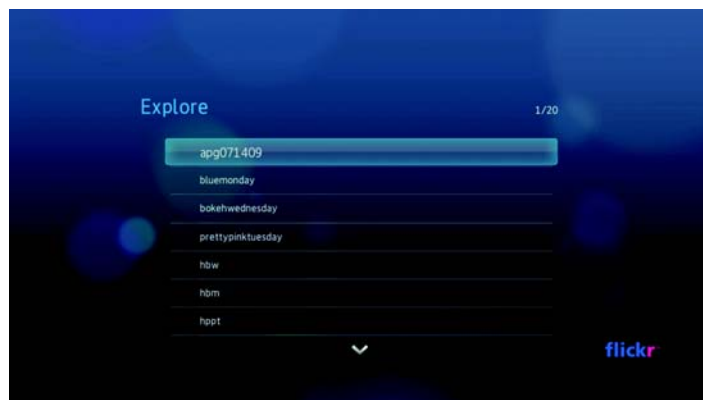 Explore
1/20
apg071409
bluemonday
bokehwednesday
prettypinktuesday
hbw
hbm
hppt
flickr